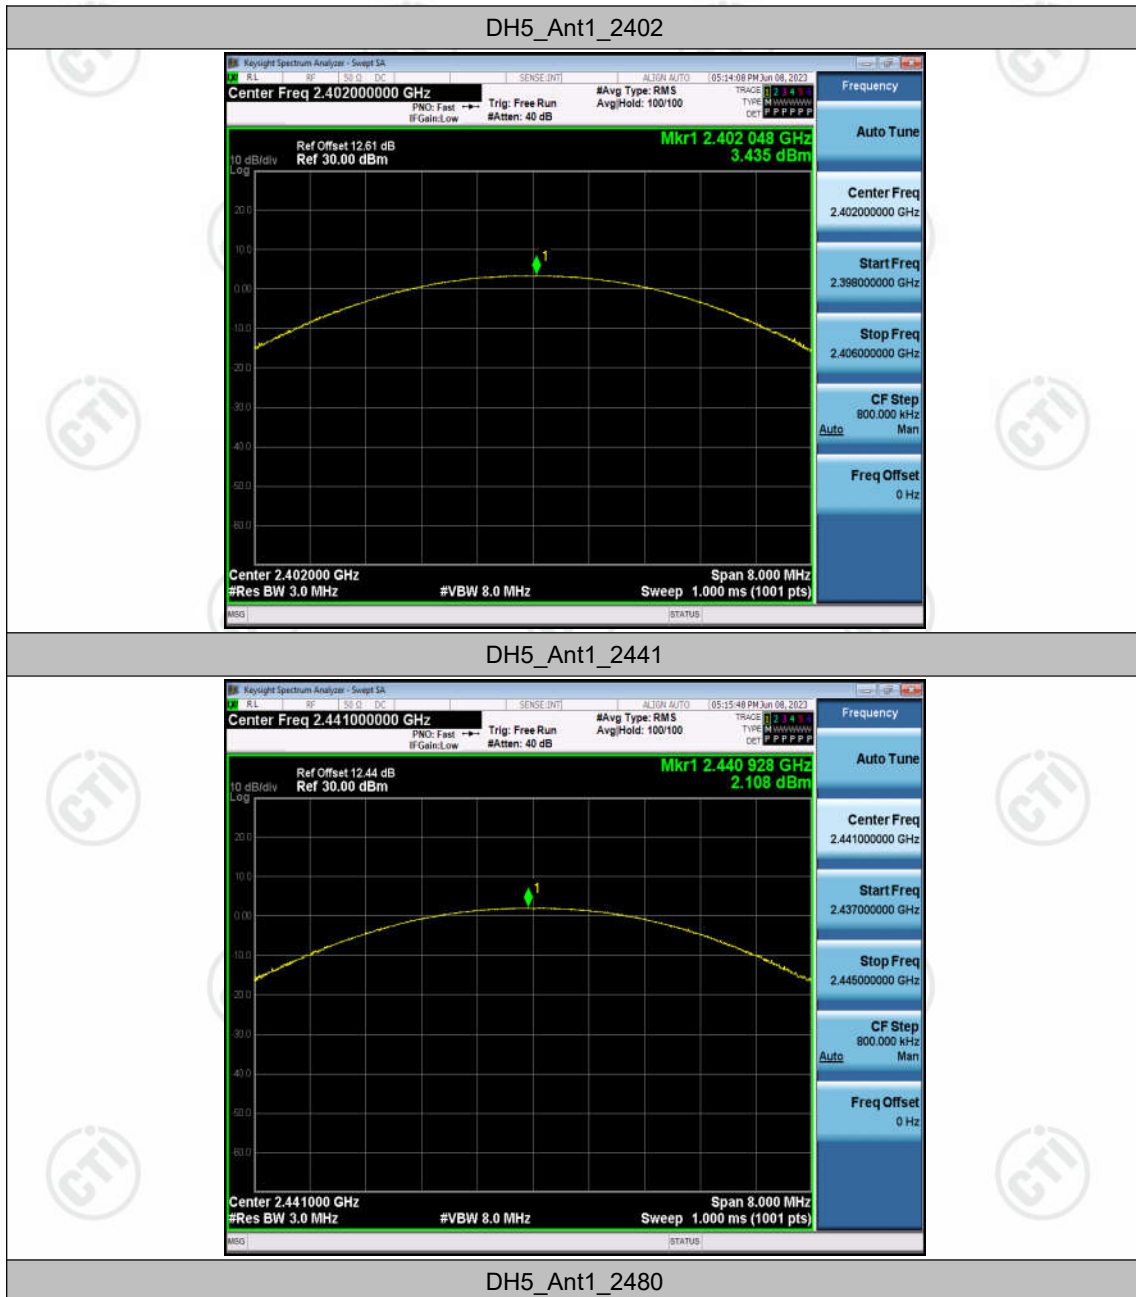 DH5_Ant1_2402
Keysight Spectrum Analyzer - Swept SA
RL RF 50 Ω DC SENSE:INT ALIGN AUTO 05:14:08 PM Jun 08, 2023
Center Freq 2.402000000 GHz #Avg Type: RMS TRACE 1 2 3 4 5 6 Frequency
PNO: Fast Trig: Free Run Avg|Hold: 100/100 TYPE M WWWWW
IFGain:Low #Atten: 40 dB DET P P P P P P
Auto Tune
Mkr1 2.402 048 GHz
3.435 dBm
Ref Offset 12.61 dB
10 dB/div Ref 30.00 dBm
Log
20.0
10.0
0.00
-10.0
-20.0
-30.0
-40.0
-50.0
-60.0
1
Center Freq
2.402000000 GHz
Start Freq
2.398000000 GHz
Stop Freq
2.406000000 GHz
CF Step
800.000 kHz
Auto Man
Freq Offset
0 Hz
Center 2.402000 GHz Span 8.000 MHz
#Res BW 3.0 MHz #VBW 8.0 MHz Sweep 1.000 ms (1001 pts)
MSG STATUS
DH5_Ant1_2441
Keysight Spectrum Analyzer - Swept SA
RL RF 50 Ω DC SENSE:INT ALIGN AUTO 05:15:48 PM Jun 08, 2023
Center Freq 2.441000000 GHz #Avg Type: RMS TRACE 1 2 3 4 5 6 Frequency
PNO: Fast Trig: Free Run Avg|Hold: 100/100 TYPE M WWWWW
IFGain:Low #Atten: 40 dB DET P P P P P P
Auto Tune
Mkr1 2.440 928 GHz
2.108 dBm
Ref Offset 12.44 dB
10 dB/div Ref 30.00 dBm
Log
20.0
10.0
0.00
-10.0
-20.0
-30.0
-40.0
-50.0
-60.0
1
Center Freq
2.441000000 GHz
Start Freq
2.437000000 GHz
Stop Freq
2.445000000 GHz
CF Step
800.000 kHz
Auto Man
Freq Offset
0 Hz
Center 2.441000 GHz Span 8.000 MHz
#Res BW 3.0 MHz #VBW 8.0 MHz Sweep 1.000 ms (1001 pts)
MSG STATUS
DH5_Ant1_2480
CTI
CTI
CTI
CTI
CTI
CTI